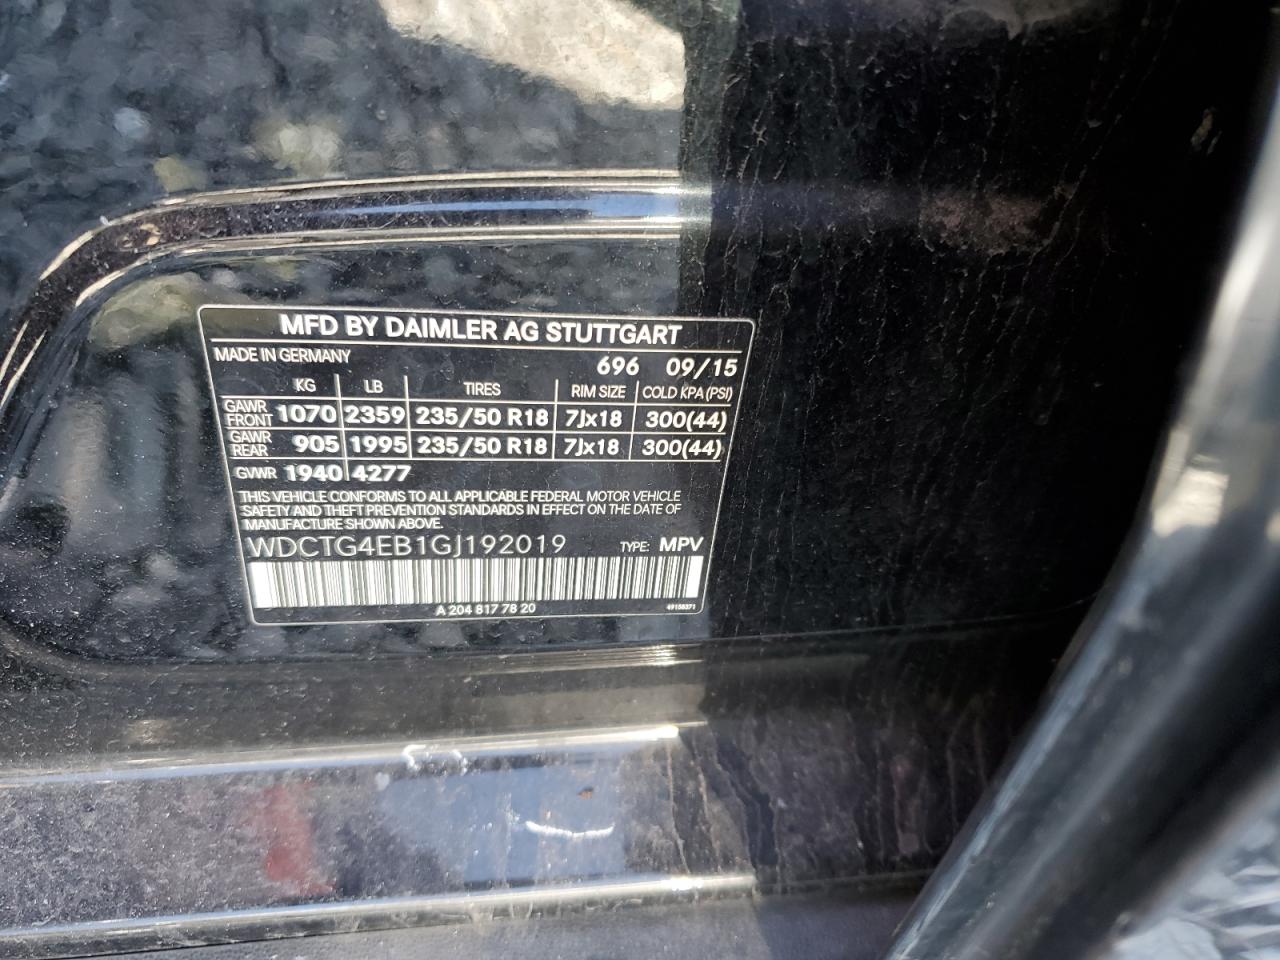 MFD BY DAIMLER AG STUTTGART
MADE IN GERMANY 696 09/15
KG LB TIRES RIM SIZE COLD KPA (PSI)
GAWR FRONT 1070 2359 235/50 R18 7Jx18 300(44)
GAWR REAR 905 1995 235/50 R18 7Jx18 300(44)
GVWR 1940 4277
THIS VEHICLE CONFORMS TO ALL APPLICABLE FEDERAL MOTOR VEHICLE
SAFETY AND THEFT PREVENTION STANDARDS IN EFFECT ON THE DATE OF
MANUFACTURE SHOWN ABOVE.
WDCTG4EB1GJ192019 TYPE: MPV
A 204 817 78 20 49158371